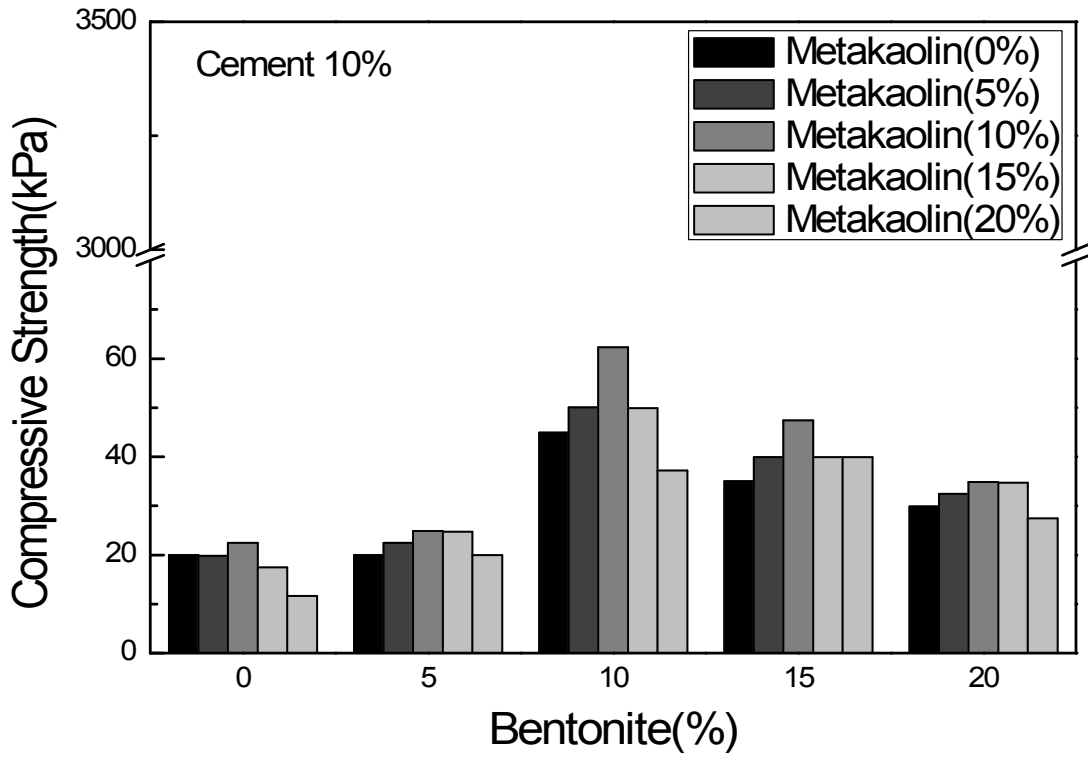 3500
Cement 10%
Metakaolin(0%)
Metakaolin(5%)
Metakaolin(10%)
Metakaolin(15%)
Metakaolin(20%)
3000
Compressive Strength(kPa)
60
40
20
0
0 5 10 15 20
Bentonite(%)